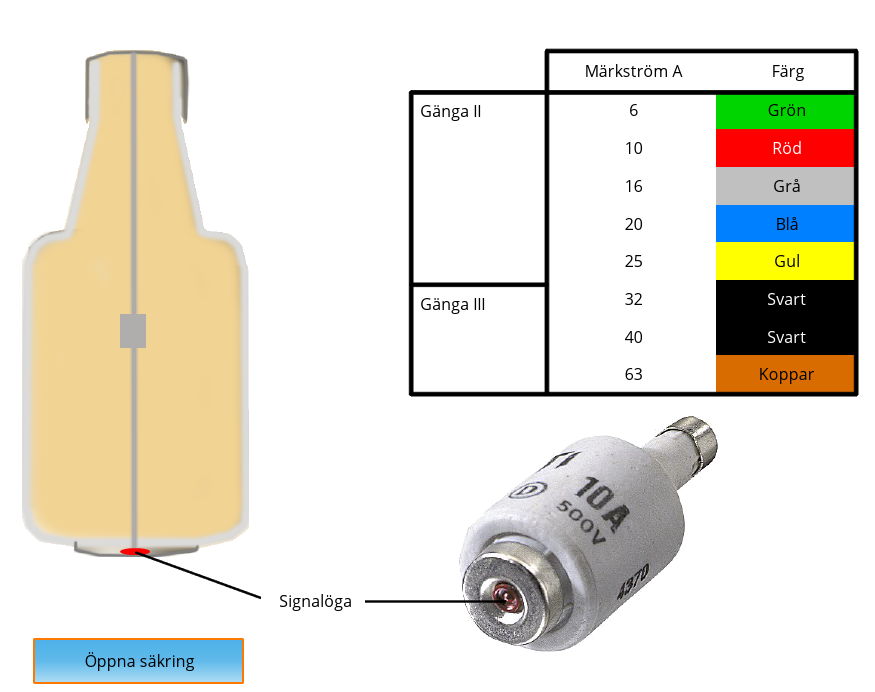 Märkström A Färg
Gänga II 6 Grön
10 Röd
16 Grå
20 Blå
25 Gul
Gänga III 32 Svart
40 Svart
63 Koppar
10A
500V
4370
Signalöga
Öppna säkring